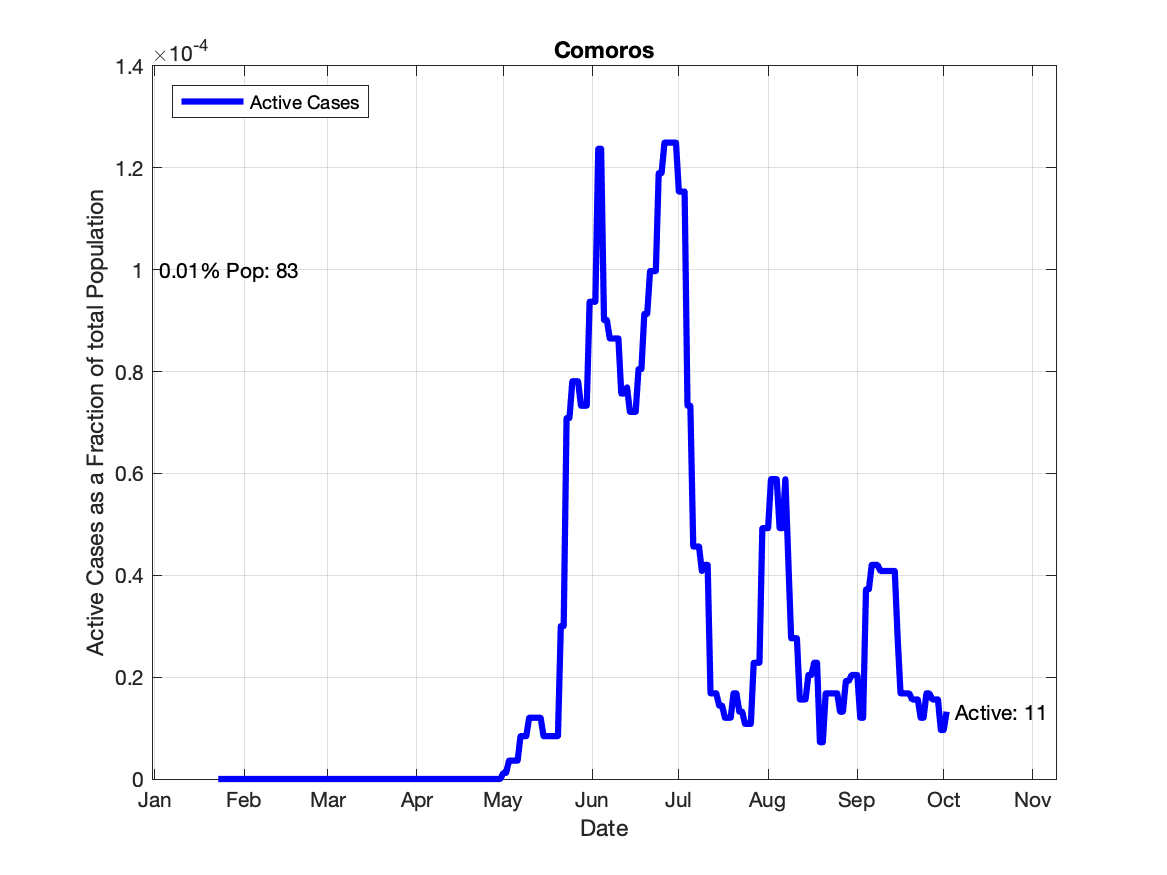 Comoros
×10-4
1.4
1.2
1
0.8
0.6
0.4
0.2
0
Active Cases as a Fraction of total Population
Active Cases
0.01% Pop: 83
Active: 11
Jan Feb Mar Apr May Jun Jul Aug Sep Oct Nov
Date